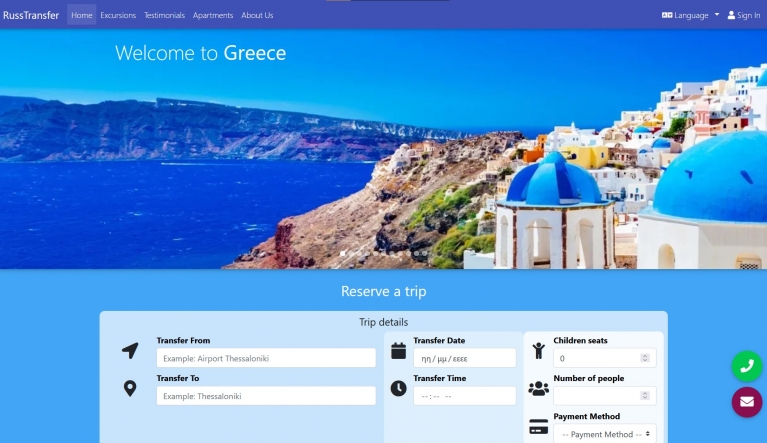 RussTransfer Home Excursions Testimonials Apartments About Us Language Sign In
Welcome to Greece
Reserve a trip
Trip details
Transfer From
Example: Airport Thessaloniki
Transfer To
Example: Thessaloniki
Transfer Date
ηη / μμ / εεεε
Transfer Time
-- : -- --
Children seats
0
Number of people
Payment Method
-- Payment Method --